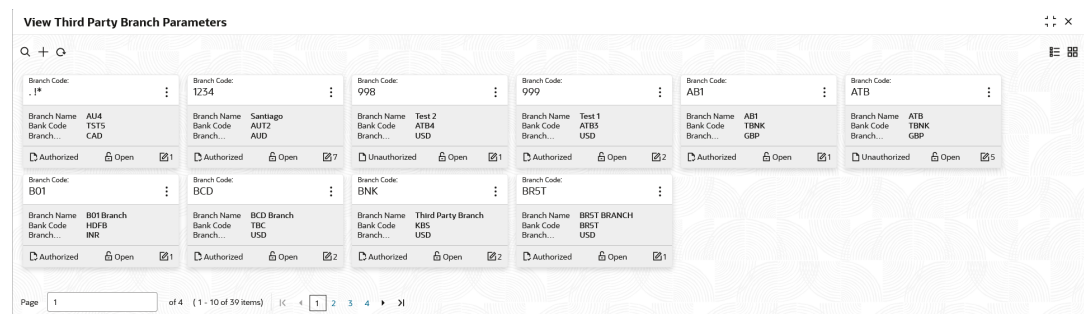 View Third Party Branch Parameters
Branch Code:
. !*
Branch Name AU4
Bank Code TST5
Branch... CAD
Authorized Open 1
Branch Code:
1234
Branch Name Santiago
Bank Code AUT2
Branch... AUD
Authorized Open 7
Branch Code:
998
Branch Name Test 2
Bank Code ATB4
Branch... USD
Unauthorized Open 1
Branch Code:
999
Branch Name Test 1
Bank Code ATB3
Branch... USD
Authorized Open 2
Branch Code:
AB1
Branch Name AB1
Bank Code TBNK
Branch... GBP
Authorized Open 1
Branch Code:
ATB
Branch Name ATB
Bank Code TBNK
Branch... GBP
Unauthorized Open 5
Branch Code:
B01
Branch Name B01 Branch
Bank Code HDFB
Branch... INR
Authorized Open 1
Branch Code:
BCD
Branch Name BCD Branch
Bank Code TBC
Branch... USD
Authorized Open 2
Branch Code:
BNK
Branch Name Third Party Branch
Bank Code KBS
Branch... USD
Authorized Open 2
Branch Code:
BR5T
Branch Name BR5T BRANCH
Bank Code BR5T
Branch... USD
Authorized Open 1
Page 1 of 4 ( 1 - 10 of 39 items) 1 2 3 4